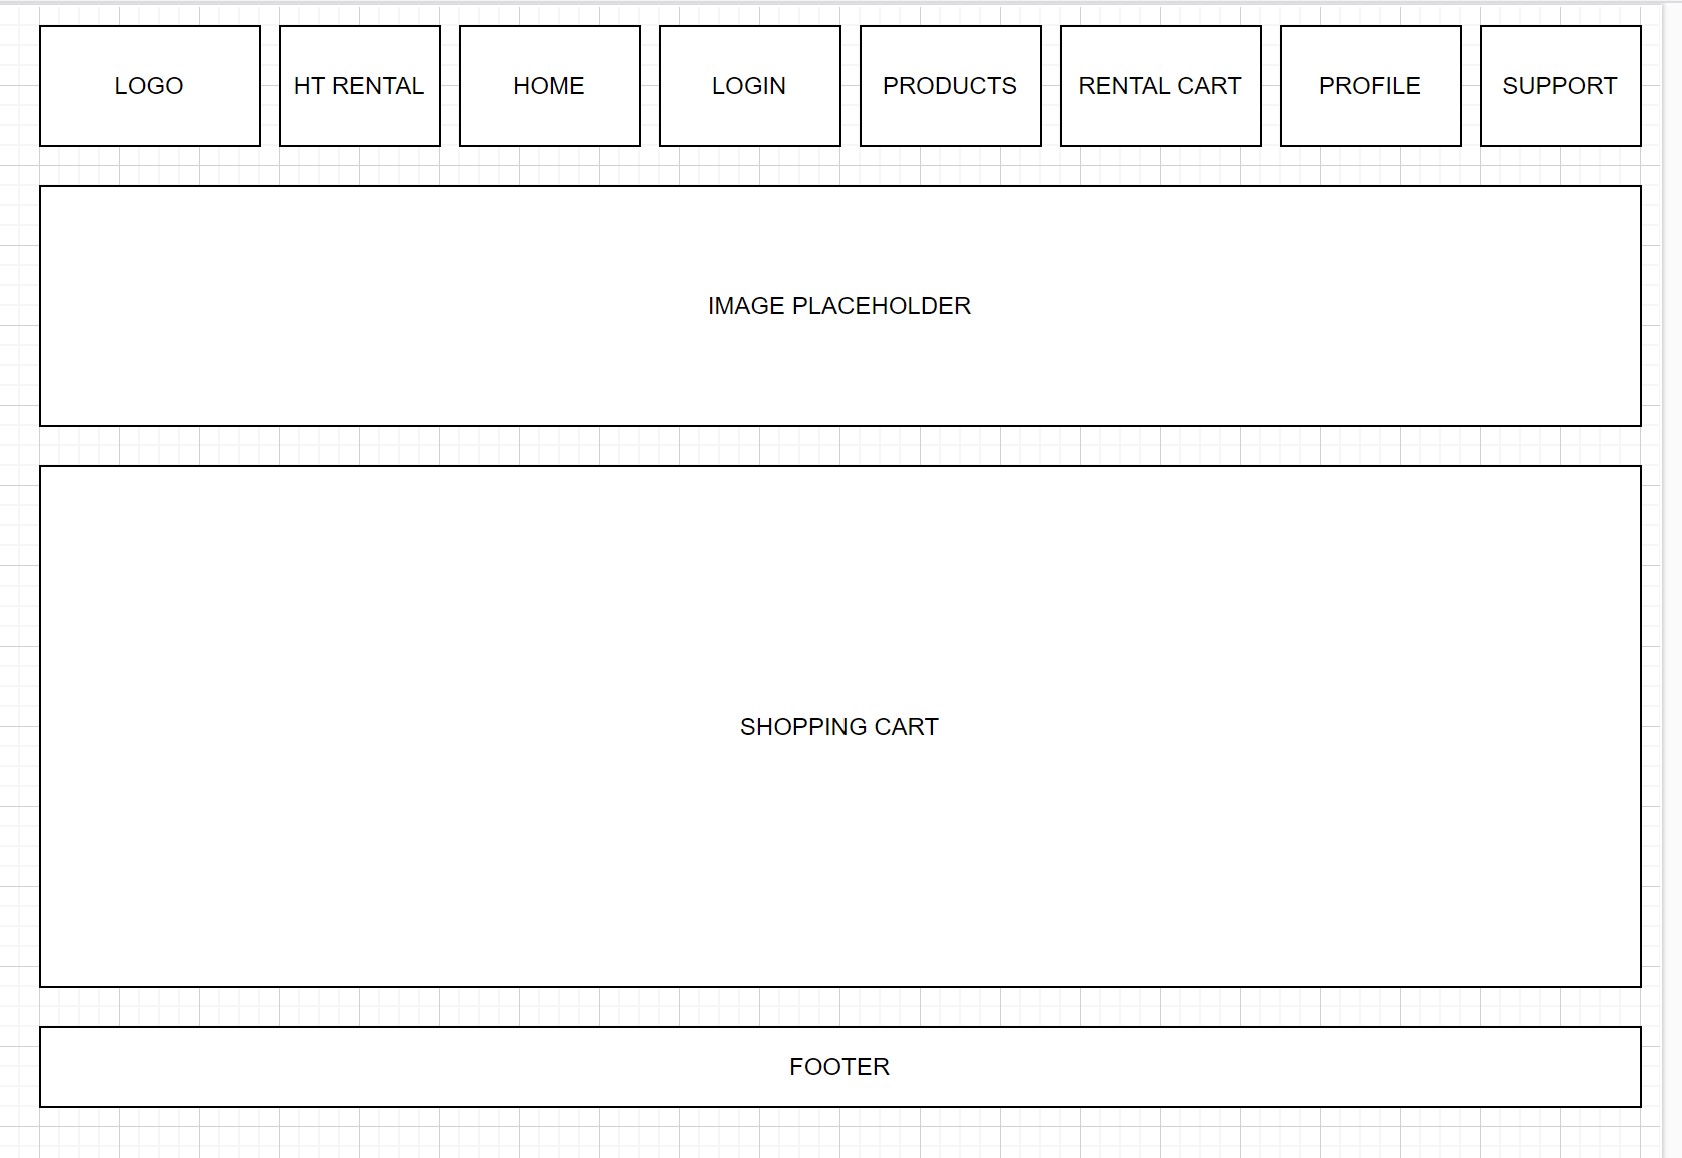 LOGO
HT RENTAL
HOME
LOGIN
PRODUCTS
RENTAL CART
PROFILE
SUPPORT
IMAGE PLACEHOLDER
SHOPPING CART
FOOTER